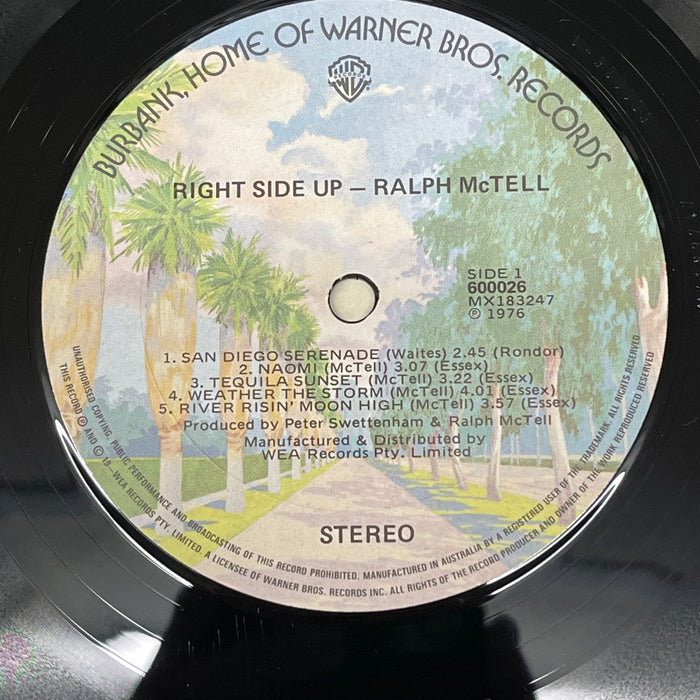 BURBANK, HOME OF WARNER BROS. RECORDS
RECORDS
RIGHT SIDE UP — RALPH McTELL
SIDE 1
600026
MX183247
℗ 1976
1. SAN DIEGO SERENADE (Waites) 2.45 (Rondor)
2. NAOMI (McTell) 3.07 (Essex)
3. TEQUILA SUNSET (McTell) 3.22 (Essex)
4. WEATHER THE STORM (McTell) 4.01 (Essex)
5. RIVER RISIN' MOON HIGH (McTell) 3.57 (Essex)
Produced by Peter Swettenham & Ralph McTell
Manufactured & Distributed by
WEA Records Pty. Limited
STEREO
UNAUTHORISED COPYING, PUBLIC PERFORMANCE AND BROADCASTING OF THIS RECORD PROHIBITED. MANUFACTURED IN AUSTRALIA BY A REGISTERED USER OF THE TRADEMARK. ALL RIGHTS RESERVED
THIS RECORD ℗ AND © 19 – WEA RECORDS PTY. LIMITED. A LICENSEE OF WARNER BROS. RECORDS INC. ALL RIGHTS OF THE RECORD PRODUCER AND OWNER OF THE WORK REPRODUCED RESERVED